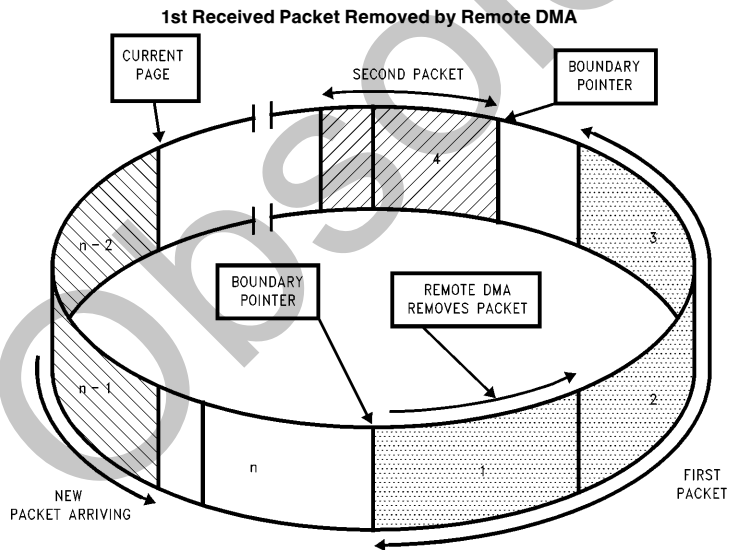 1st Received Packet Removed by Remote DMA
CURRENT
PAGE
SECOND PACKET
BOUNDARY
POINTER
4
3
n - 2
BOUNDARY
POINTER
REMOTE DMA
REMOVES PACKET
n - 1
2
n
1
NEW
PACKET ARRIVING
FIRST
PACKET
Obsole